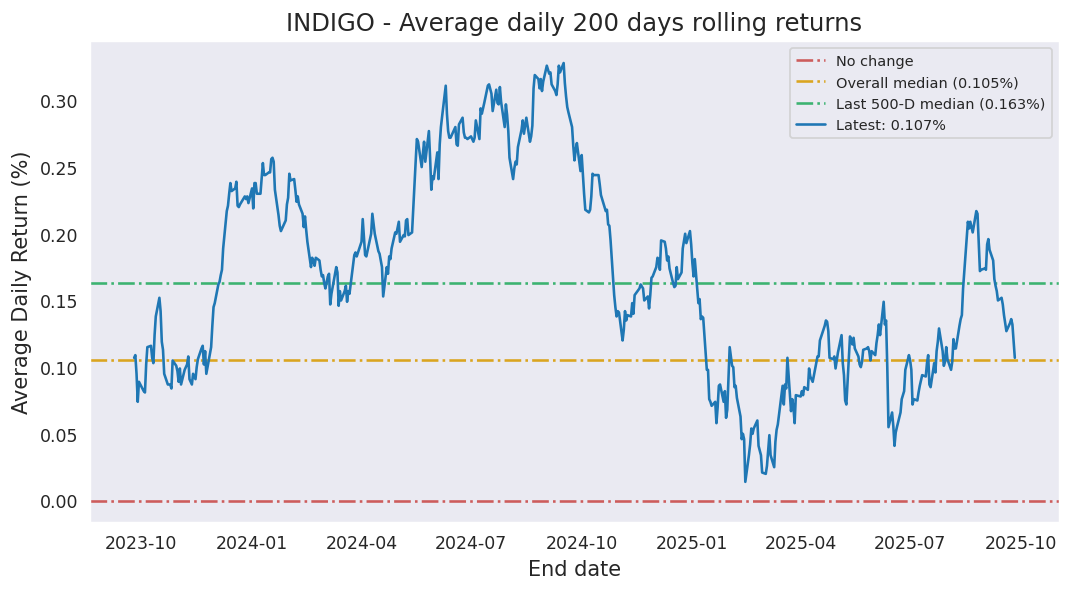 INDIGO - Average daily 200 days rolling returns
No change
Overall median (0.105%)
Last 500-D median (0.163%)
Latest: 0.107%
Average Daily Return (%)
0.30
0.25
0.20
0.15
0.10
0.05
0.00
2023-10 2024-01 2024-04 2024-07 2024-10 2025-01 2025-04 2025-07 2025-10
End date